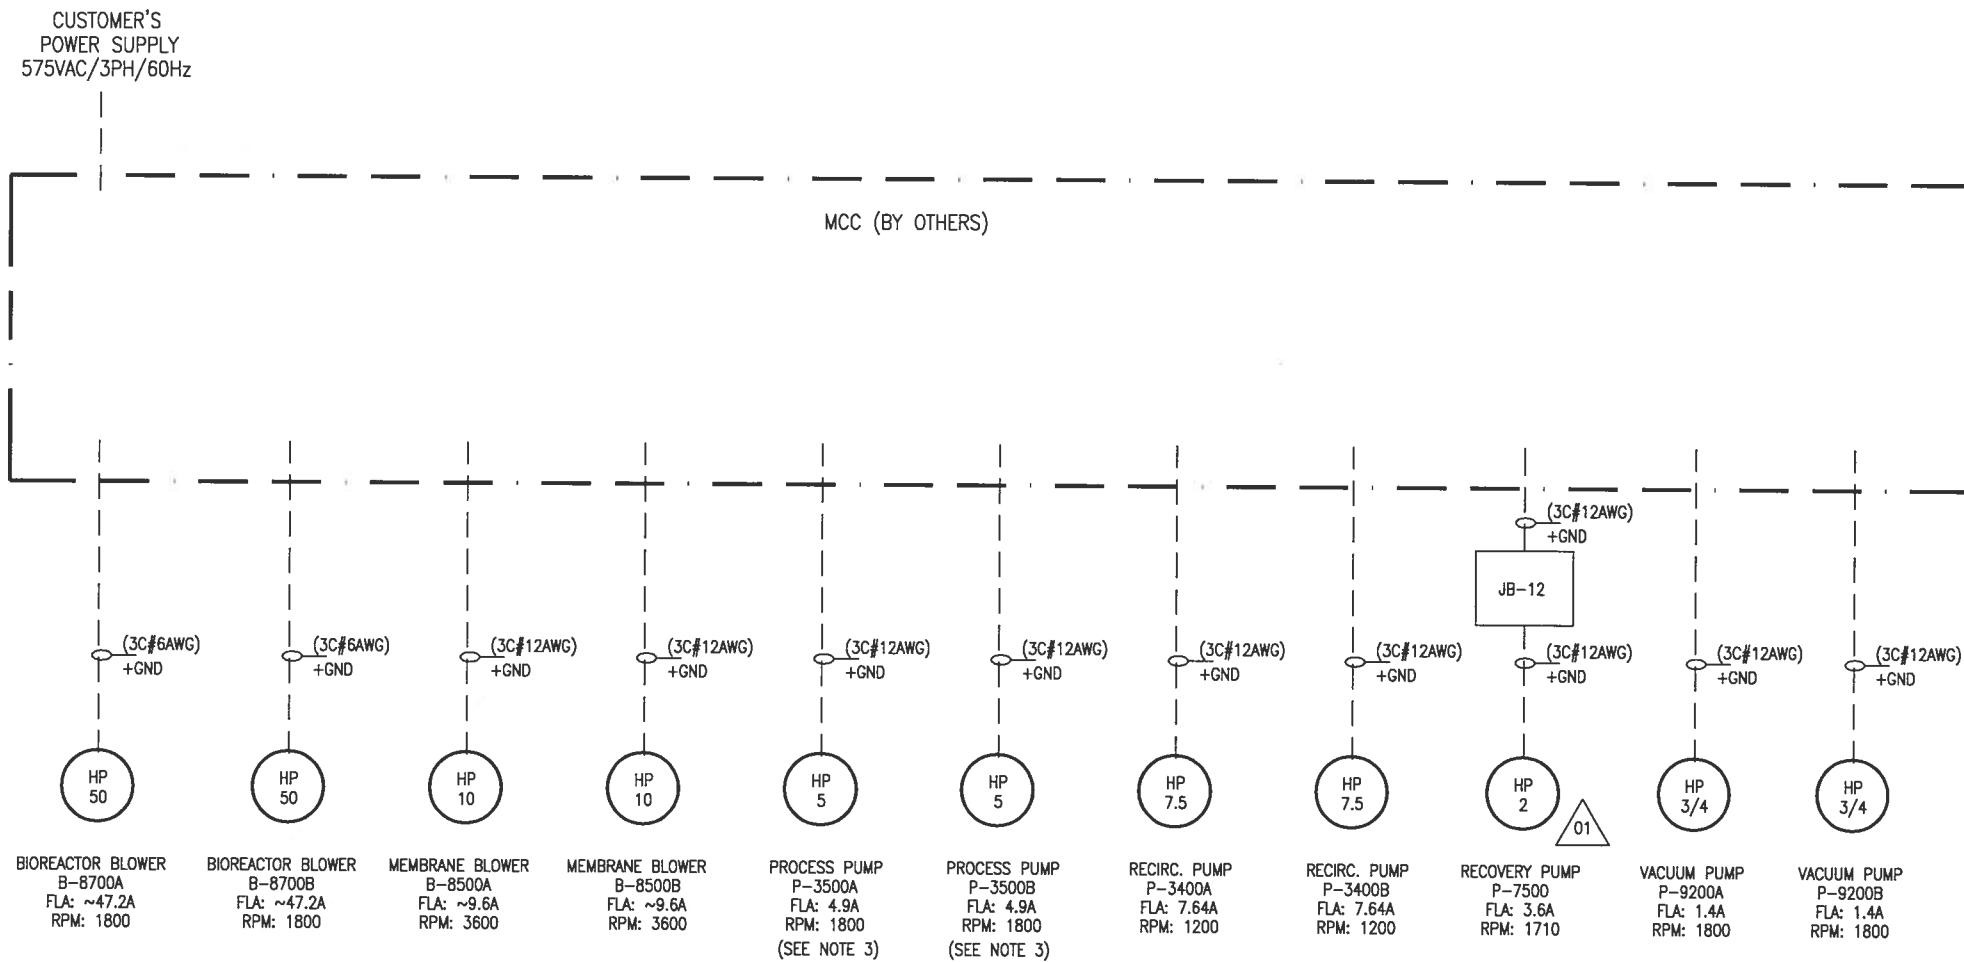 CUSTOMER'S
POWER SUPPLY
575VAC/3PH/60Hz
MCC (BY OTHERS)
(3C#12AWG)
+GND
JB-12
(3C#6AWG)
+GND
(3C#6AWG)
+GND
(3C#12AWG)
+GND
(3C#12AWG)
+GND
(3C#12AWG)
+GND
(3C#12AWG)
+GND
(3C#12AWG)
+GND
(3C#12AWG)
+GND
(3C#12AWG)
+GND
(3C#12AWG)
+GND
(3C#12AWG)
+GND
HP
50
HP
50
HP
10
HP
10
HP
5
HP
5
HP
7.5
HP
7.5
HP
2
01
HP
3/4
HP
3/4
BIOREACTOR BLOWER
B-8700A
FLA: ~47.2A
RPM: 1800
BIOREACTOR BLOWER
B-8700B
FLA: ~47.2A
RPM: 1800
MEMBRANE BLOWER
B-8500A
FLA: ~9.6A
RPM: 3600
MEMBRANE BLOWER
B-8500B
FLA: ~9.6A
RPM: 3600
PROCESS PUMP
P-3500A
FLA: 4.9A
RPM: 1800
(SEE NOTE 3)
PROCESS PUMP
P-3500B
FLA: 4.9A
RPM: 1800
(SEE NOTE 3)
RECIRC. PUMP
P-3400A
FLA: 7.64A
RPM: 1200
RECIRC. PUMP
P-3400B
FLA: 7.64A
RPM: 1200
RECOVERY PUMP
P-7500
FLA: 3.6A
RPM: 1710
VACUUM PUMP
P-9200A
FLA: 1.4A
RPM: 1800
VACUUM PUMP
P-9200B
FLA: 1.4A
RPM: 1800